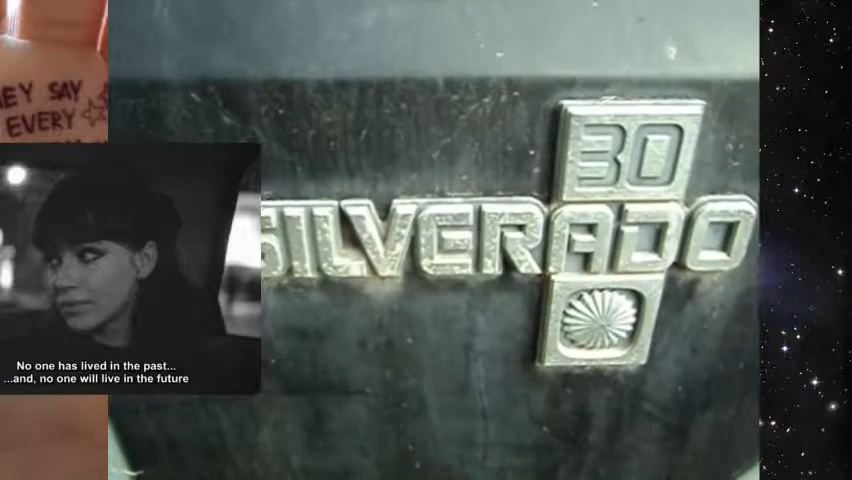 EY SAY
EVERY
30
SILVERADO
No one has lived in the past...
...and, no one will live in the future